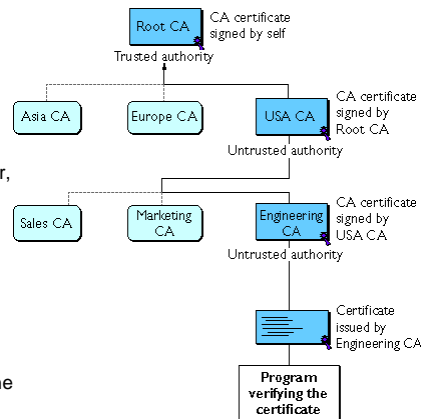 Root CA
CA certificate
signed by self
Trusted authority
Asia CA
Europe CA
USA CA
CA certificate
signed by
Root CA
Untrusted authority
r,
Sales CA
Marketing
CA
Engineering
CA
CA certificate
signed by
USA CA
Untrusted authority
Certificate
issued by
Engineering CA
ne
Program
verifying the
certificate